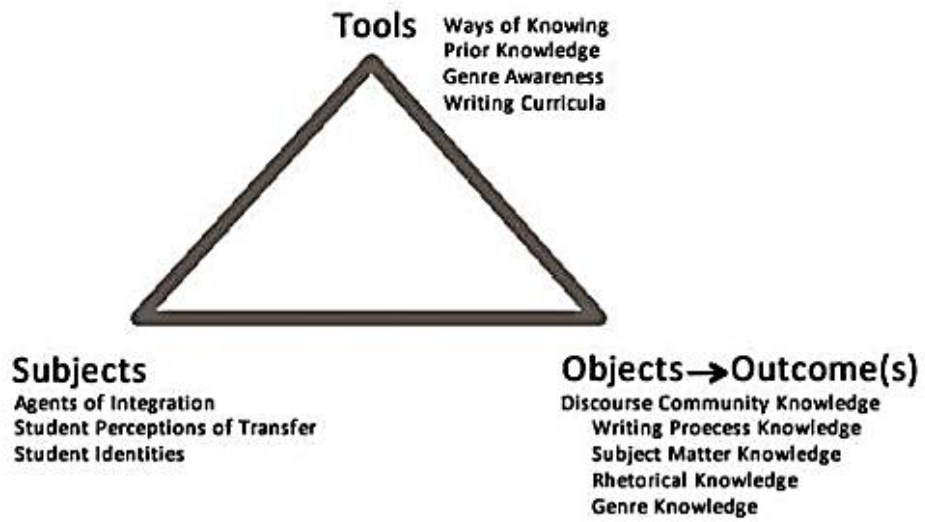 Tools
Ways of Knowing
Prior Knowledge
Genre Awareness
Writing Curricula
Subjects
Agents of Integration
Student Perceptions of Transfer
Student Identities
Objects→Outcome(s)
Discourse Community Knowledge
Writing Proecess Knowledge
Subject Matter Knowledge
Rhetorical Knowledge
Genre Knowledge